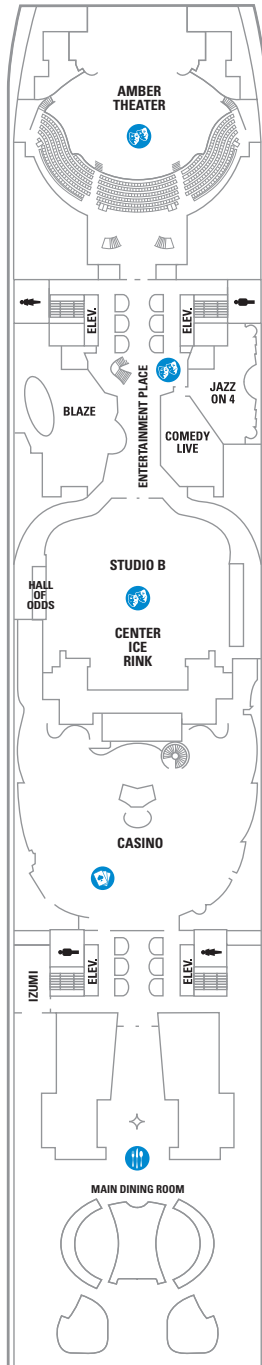 AMBER
THEATER
ELEV.
ELEV.
ENTERTAINMENT PLACE
BLAZE
JAZZ
ON 4
COMEDY
LIVE
STUDIO B
HALL
OF
ODDS
CENTER
ICE
RINK
CASINO
IZUMI
ELEV.
ELEV.
MAIN DINING ROOM